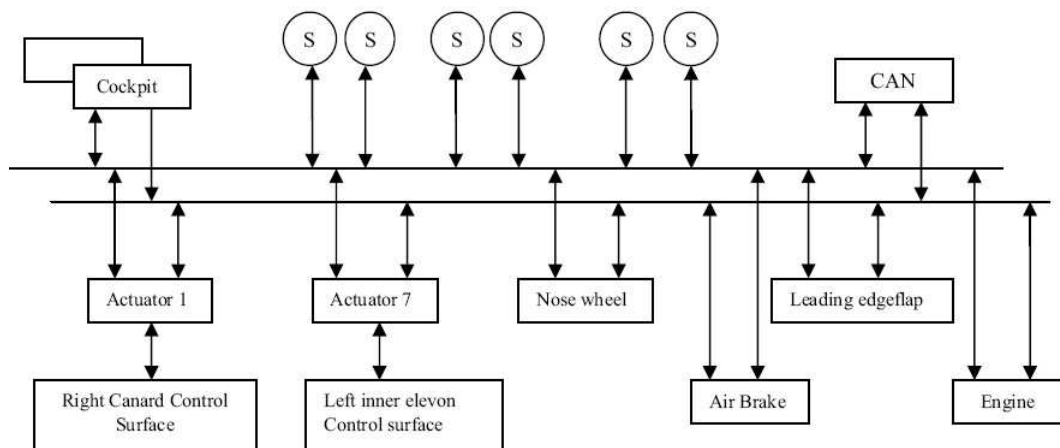 S S S S S S
Cockpit
CAN
Actuator 1
Actuator 7
Nose wheel
Leading edgeflap
Right Canard Control
Surface
Left inner elevon
Control surface
Air Brake
Engine